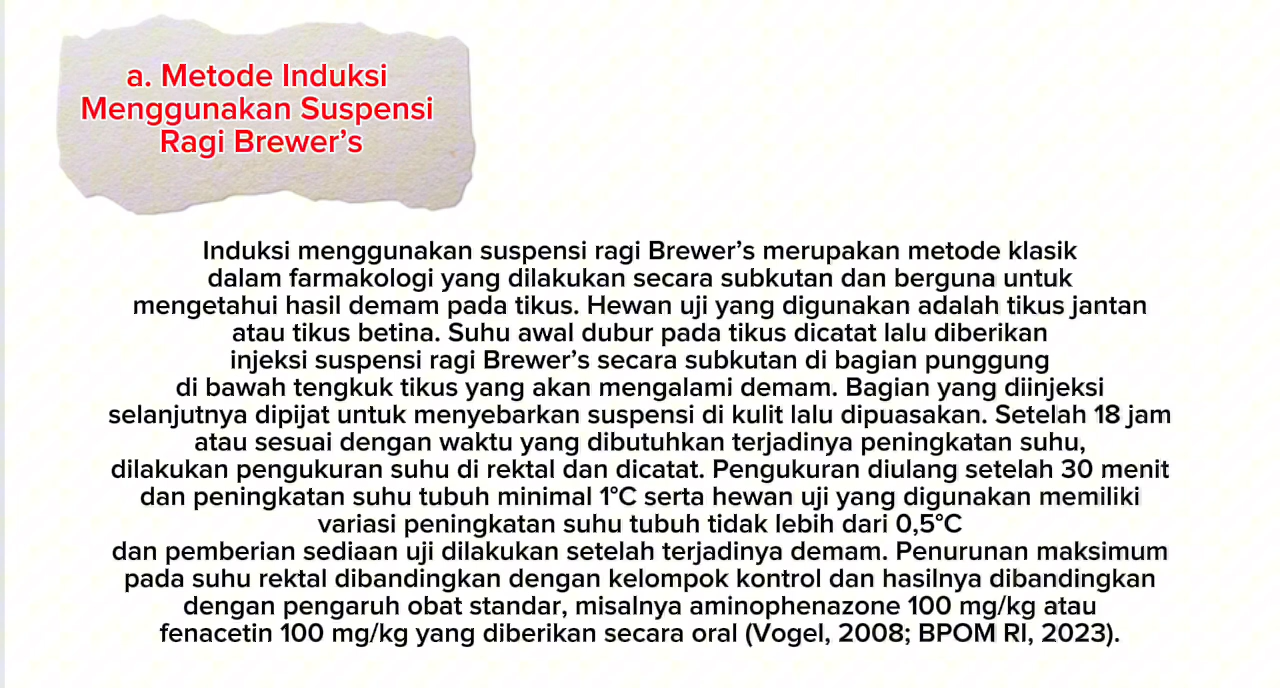 a. Metode Induksi
Menggunakan Suspensi
Ragi Brewer's
Induksi menggunakan suspensi ragi Brewer's merupakan metode klasik
dalam farmakologi yang dilakukan secara subkutan dan berguna untuk
mengetahui hasil demam pada tikus. Hewan uji yang digunakan adalah tikus jantan
atau tikus betina. Suhu awal dubur pada tikus dicatat lalu diberikan
injeksi suspensi ragi Brewer's secara subkutan di bagian punggung
di bawah tengkuk tikus yang akan mengalami demam. Bagian yang diinjeksi
selanjutnya dipijat untuk menyebarkan suspensi di kulit lalu dipuasakan. Setelah 18 jam
atau sesuai dengan waktu yang dibutuhkan terjadinya peningkatan suhu,
dilakukan pengukuran suhu di rektal dan dicatat. Pengukuran diulang setelah 30 menit
dan peningkatan suhu tubuh minimal 1°C serta hewan uji yang digunakan memiliki
variasi peningkatan suhu tubuh tidak lebih dari 0,5°C
dan pemberian sediaan uji dilakukan setelah terjadinya demam. Penurunan maksimum
pada suhu rektal dibandingkan dengan kelompok kontrol dan hasilnya dibandingkan
dengan pengaruh obat standar, misalnya aminophenazone 100 mg/kg atau
fenacetin 100 mg/kg yang diberikan secara oral (Vogel, 2008; BPOM RI, 2023).